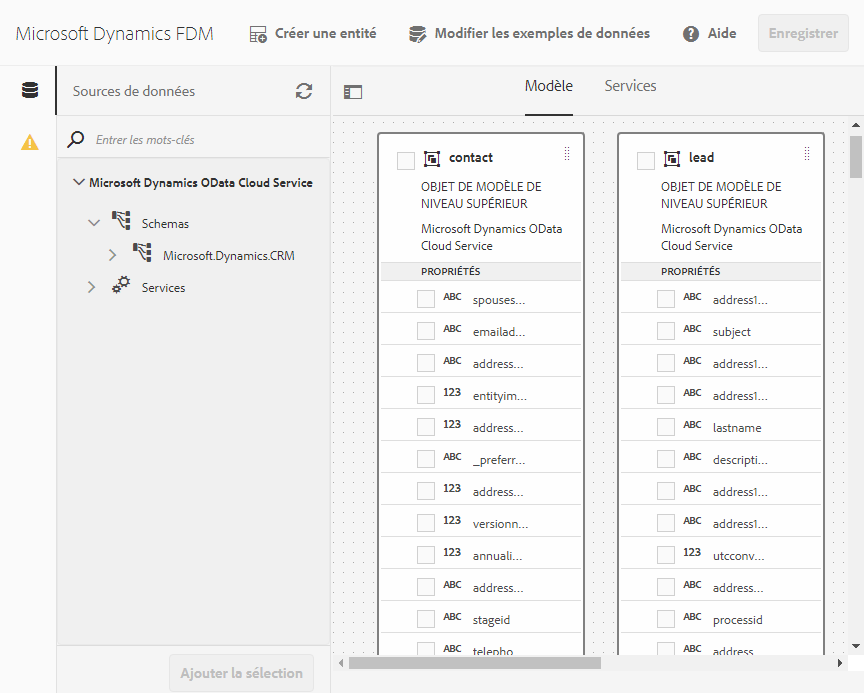 Microsoft Dynamics FDM
Créer une entité
Modifier les exemples de données
Aide
Enregistrer
Sources de données
Entrer les mots-clés
Microsoft Dynamics OData Cloud Service
Schemas
Microsoft.Dynamics.CRM
Services
Ajouter la sélection
Modèle
Services
contact
OBJET DE MODÈLE DE
NIVEAU SUPÉRIEUR
Microsoft Dynamics OData
Cloud Service
PROPRIÉTÉS
ABC spouses...
ABC emailad...
ABC address...
123 entityim...
123 address...
ABC _preferr...
123 address...
123 versionn...
123 annuali...
ABC address...
ABC stageid
ABC telepho
lead
OBJET DE MODÈLE DE
NIVEAU SUPÉRIEUR
Microsoft Dynamics OData
Cloud Service
PROPRIÉTÉS
ABC address1...
ABC subject
ABC address1...
ABC address1...
ABC lastname
ABC descripti...
ABC address1...
ABC address1...
123 utcconv...
ABC address...
ABC processid
ABC address